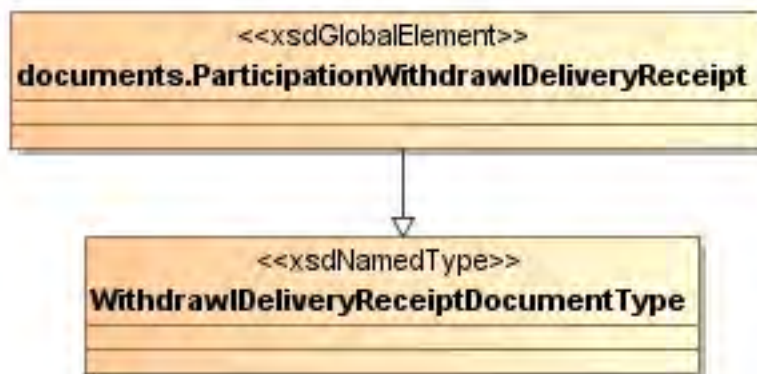 <<xsdGlobalElement>>
documents.ParticipationWithdrawlDeliveryReceipt
<<xsdNamedType>>
WithdrawlDeliveryReceiptDocumentType